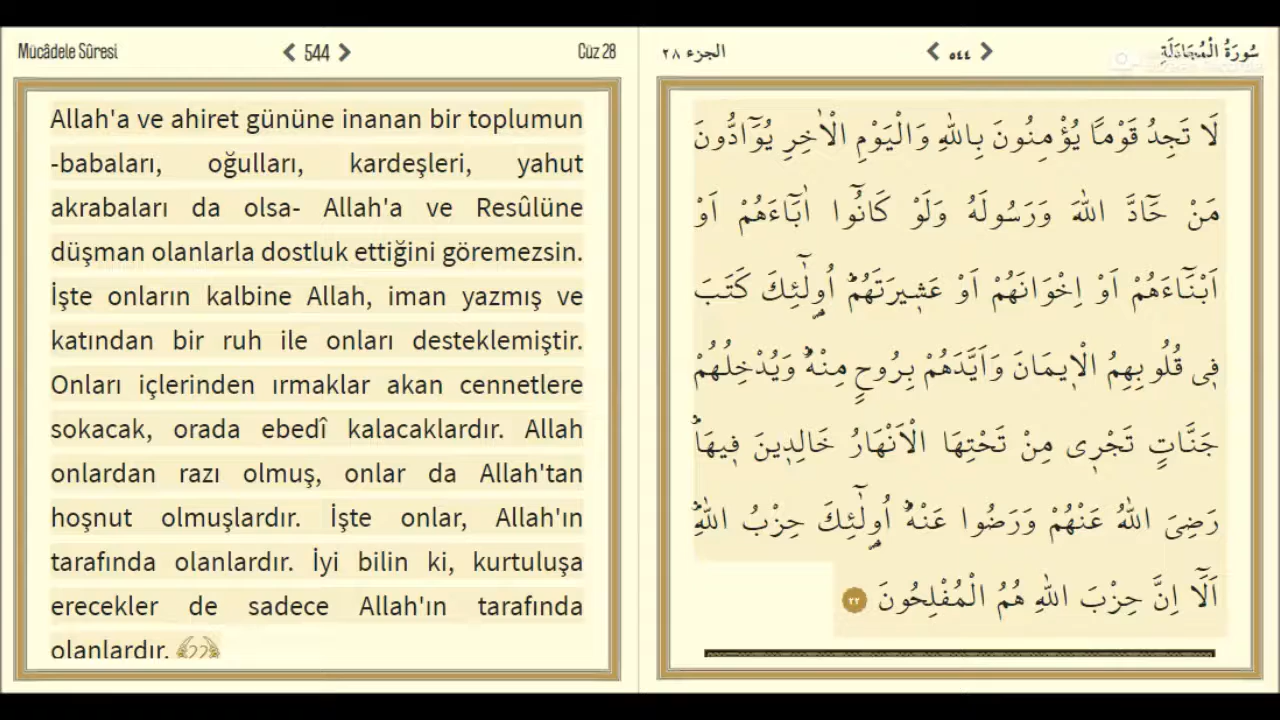 Mücâdele Sûresi
544
Cüz 28
Allah'a ve ahiret gününe inanan bir toplumun
-babaları, oğulları, kardeşleri, yahut
akrabaları da olsa- Allah'a ve Resûlüne
düşman olanlarla dostluk ettiğini göremezsin.
İşte onların kalbine Allah, iman yazmış ve
katından bir ruh ile onları desteklemiştir.
Onları içlerinden ırmaklar akan cennetlere
sokacak, orada ebedî kalacaklardır. Allah
onlardan razı olmuş, onlar da Allah'tan
hoşnut olmuşlardır. İşte onlar, Allah'ın
tarafında olanlardır. İyi bilin ki, kurtuluşa
erecekler de sadece Allah'ın tarafında
olanlardır. ﴾22﴿
سُورَةُ الْمُجَادَلَةِ
٥٤٤
الجزء ٢٨
لَا تَجِدُ قَوْمًا يُؤْمِنُونَ بِاللّٰهِ وَالْيَوْمِ الْاٰخِرِ يُوَٓادُّونَ
مَنْ حَٓادَّ اللّٰهَ وَرَسُولَهُ وَلَوْ كَانُٓوا اٰبَٓاءَهُمْ اَوْ
اَبْنَٓاءَهُمْ اَوْ اِخْوَانَهُمْ اَوْ عَشٖيرَتَهُمْؕ اُو۬لٰٓئِكَ كَتَبَ
فٖى قُلُوبِهِمُ الْاٖيمَانَ وَاَيَّدَهُمْ بِرُوحٍ مِنْهُؕ وَيُدْخِلُهُمْ
جَنَّاتٍ تَجْرٖى مِنْ تَحْتِهَا الْاَنْهَارُ خَالِدٖينَ فٖيهَاؕ
رَضِىَ اللّٰهُ عَنْهُمْ وَرَضُوا عَنْهُؕ اُو۬لٰٓئِكَ حِزْبُ اللّٰهِؕ
اَلَٓا اِنَّ حِزْبَ اللّٰهِ هُمُ الْمُفْلِحُونَ ٢٢